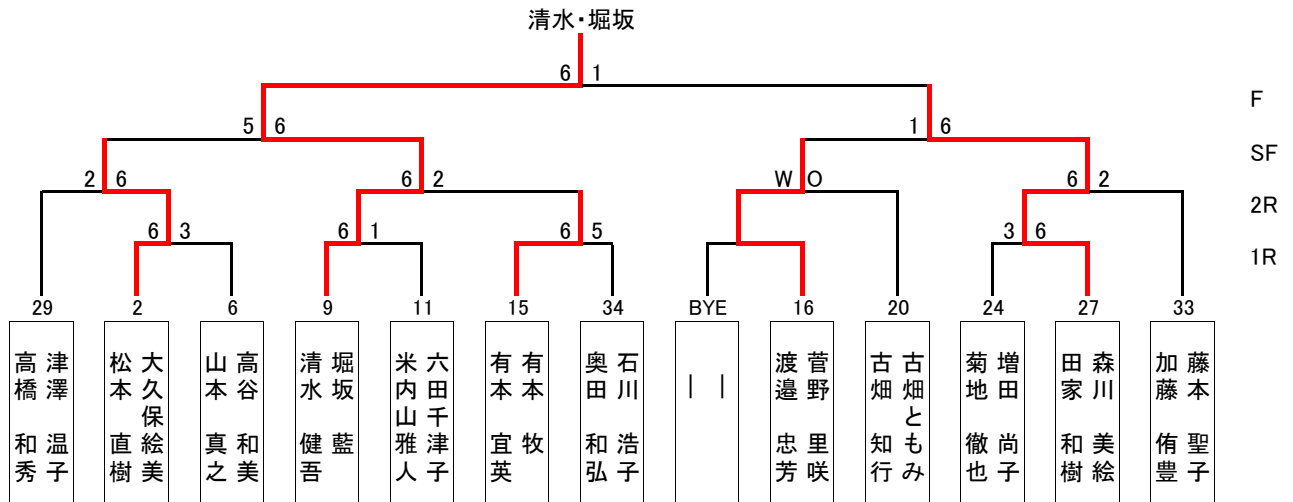 清水・堀坂
6 1
F
5 6
1 6
SF
2 6
6 2
W O
6 2
2R
6 3
6 1
6 5
3 6
1R
29
2
6
9
11
15
34
BYE
16
20
24
27
33
高橋 和秀
津澤 温子
松本 直樹
大久保絵美
山本 真之
高谷 和美
清水 健吾
堀坂 藍
米内山雅人
六田千津子
有本 宜英
有本 牧
奥田 和弘
石川 浩子
| |
渡邉 忠芳
菅野 里咲
古畑 知行
古畑ともみ
菊地 徹也
増田 尚子
田家 和樹
森川 美絵
加藤 侑豊
藤本 聖子